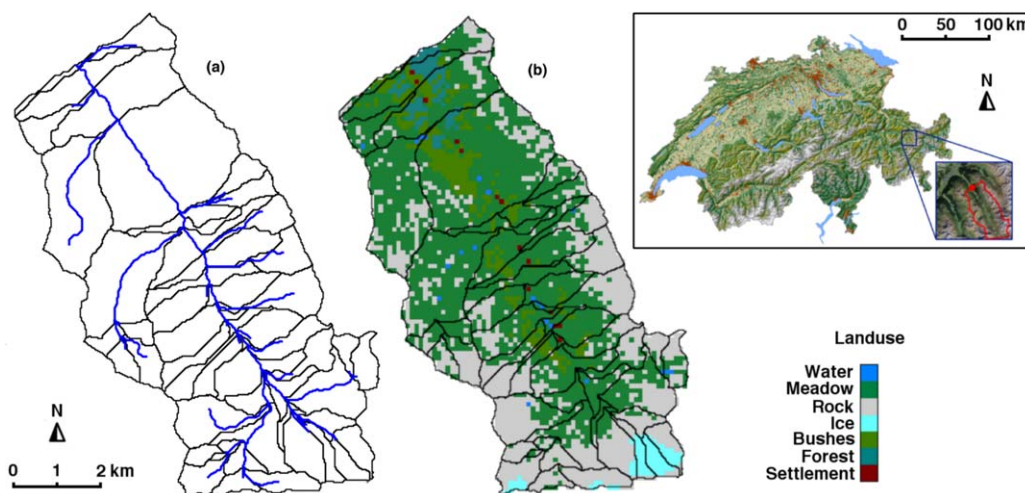 (a)
N
0 1 2 km
(b)
0 50 100 km
N
Landuse
Water
Meadow
Rock
Ice
Bushes
Forest
Settlement